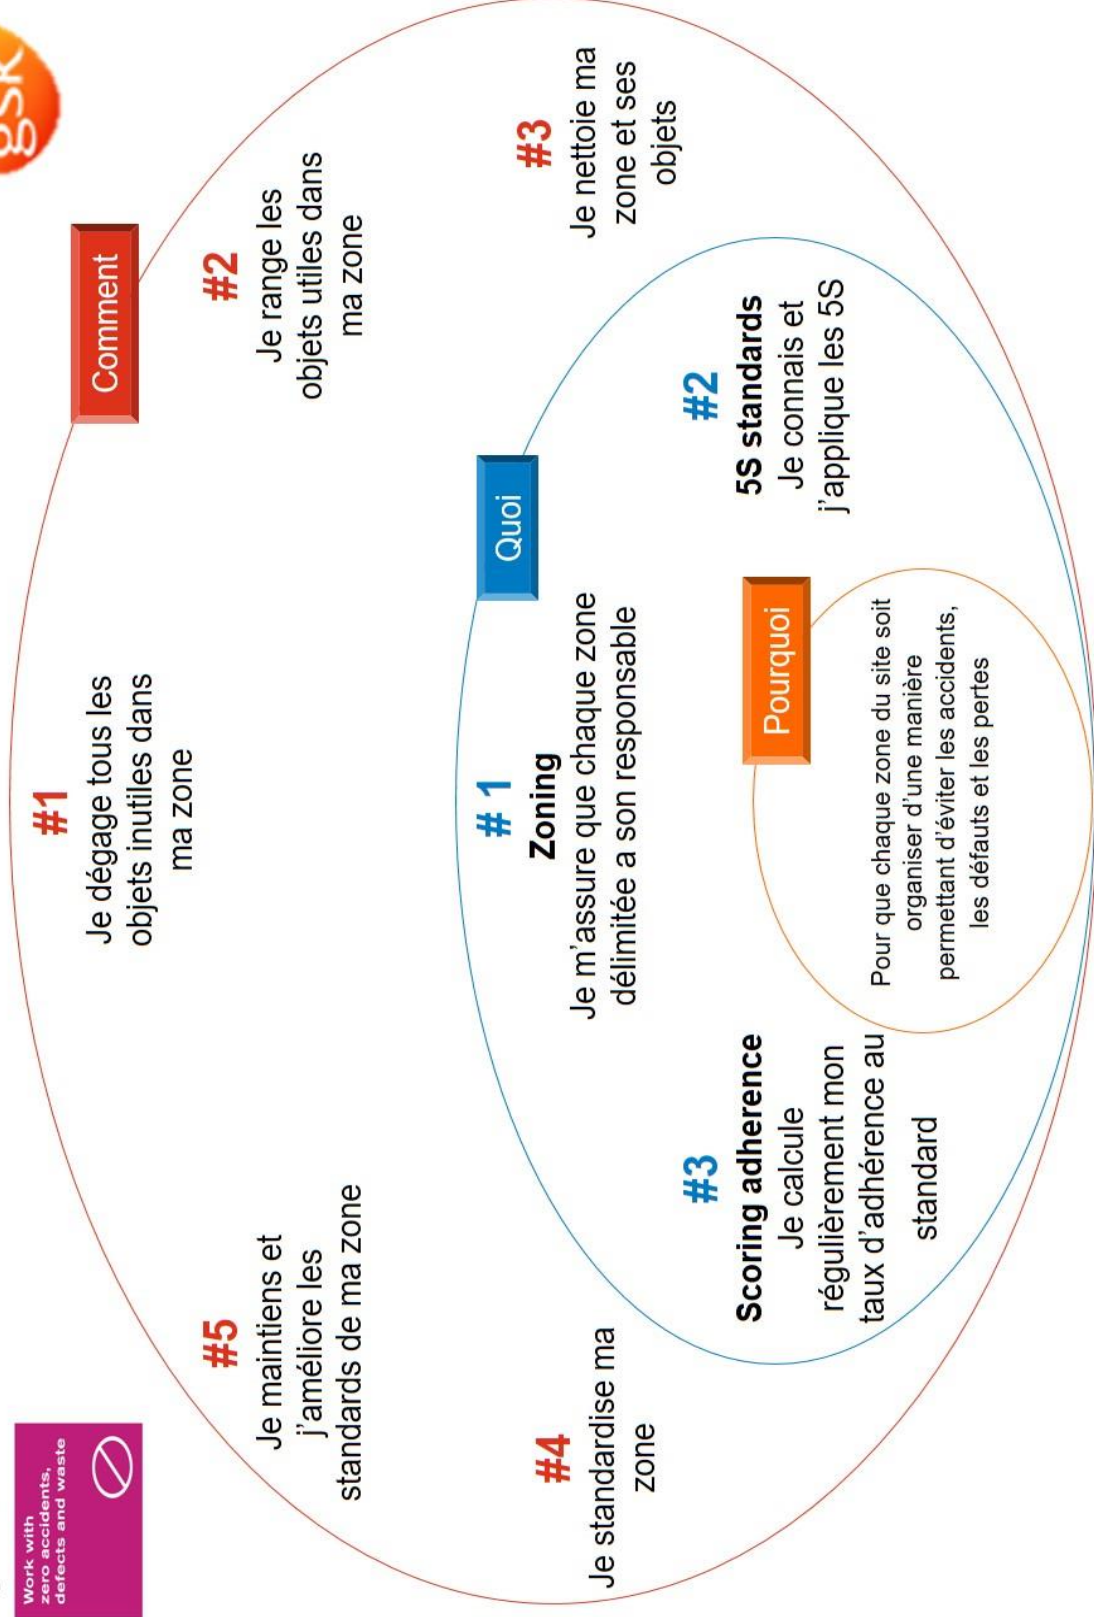 Work with
zero accidents,
defects and waste
gsk
Comment
#1
Je dégage tous les
objets inutiles dans
ma zone
#2
Je range les
objets utiles dans
ma zone
#3
Je nettoie ma
zone et ses
objets
#4
Je standardise ma
zone
#5
Je maintiens et
j'améliore les
standards de ma zone
Quoi
# 1
Zoning
Je m'assure que chaque zone
délimitée a son responsable
#2
5S standards
Je connais et
j'applique les 5S
#3
Scoring adherence
Je calcule
régulièrement mon
taux d'adhérence au
standard
Pourquoi
Pour que chaque zone du site soit
organiser d'une manière
permettant d'éviter les accidents,
les défauts et les pertes